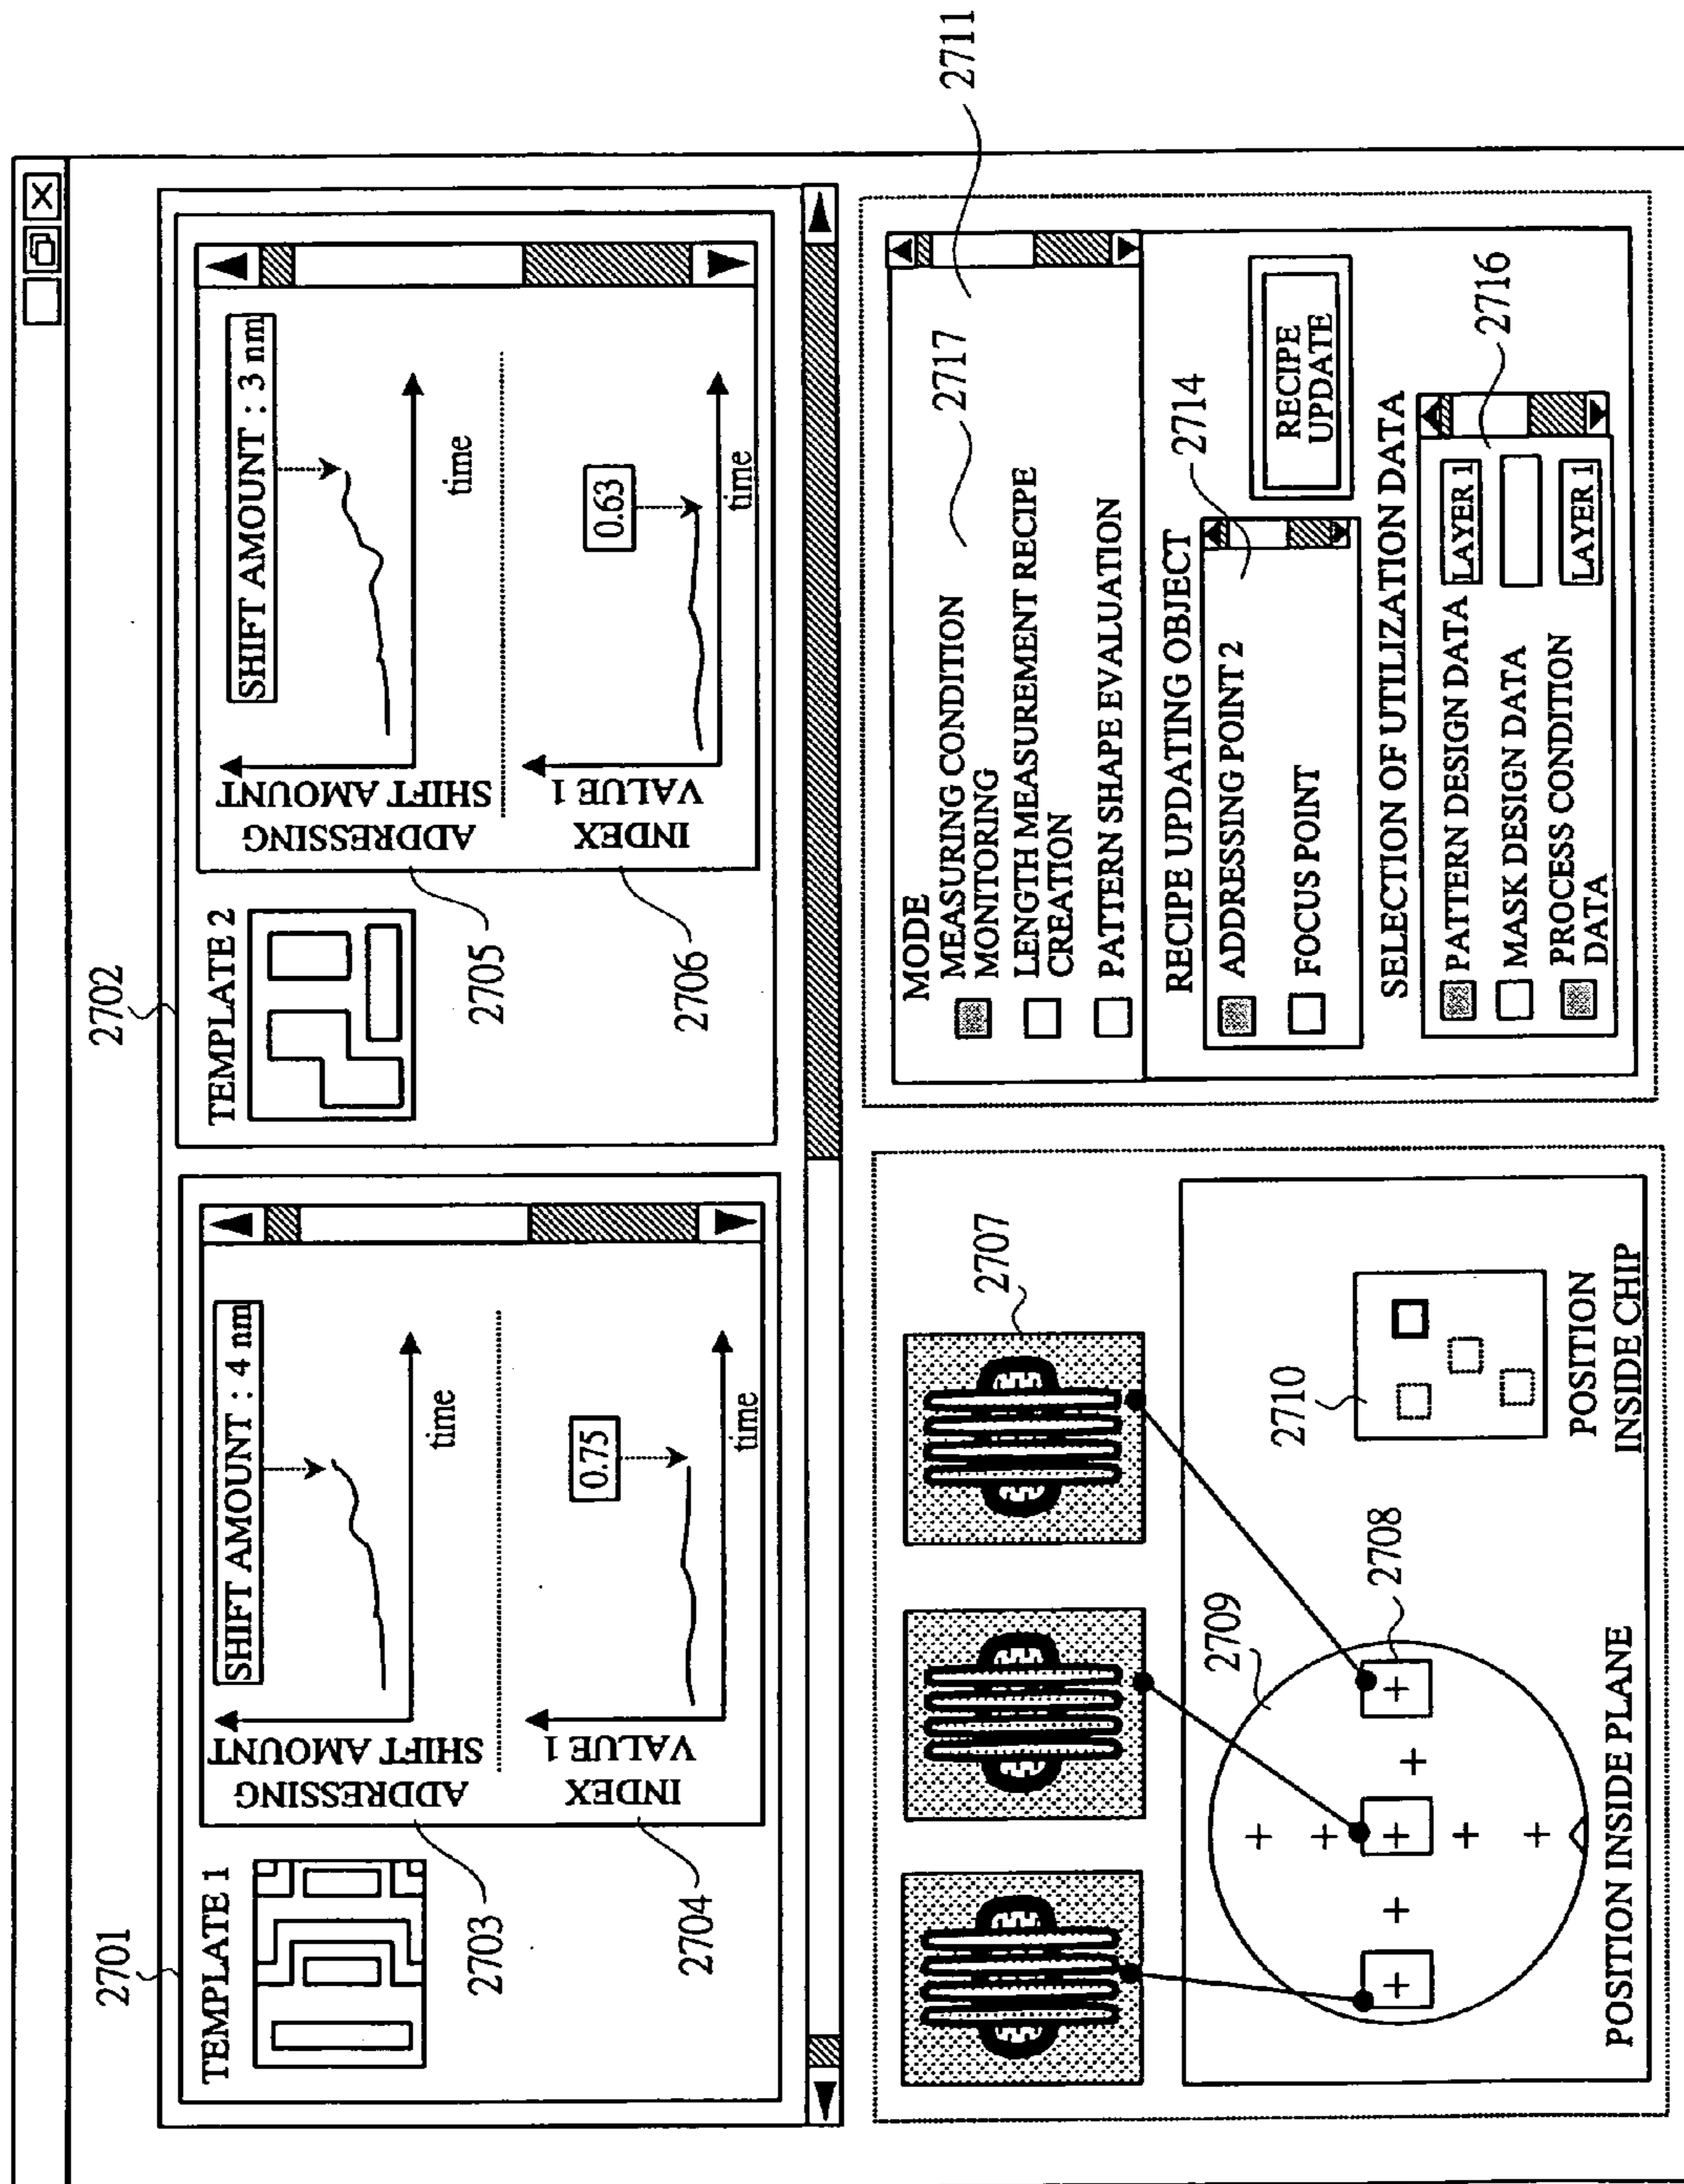 2701
TEMPLATE 1
2703
2704
ADDRESSING
SHIFT AMOUNT
SHIFT AMOUNT : 4 nm
time
INDEX
VALUE 1
0.75
time
2702
TEMPLATE 2
2705
2706
ADDRESSING
SHIFT AMOUNT
SHIFT AMOUNT : 3 nm
time
INDEX
VALUE 1
0.63
time
X
2707
2709
2708
2710
POSITION INSIDE PLANE
POSITION
INSIDE CHIP
MODE
MEASURING CONDITION
MONITORING
LENGTH MEASUREMENT RECIPE
CREATION
PATTERN SHAPE EVALUATION
2717
2711
RECIPE UPDATING OBJECT
ADDRESSING POINT 2
FOCUS POINT
2714
RECIPE
UPDATE
SELECTION OF UTILIZATION DATA
PATTERN DESIGN DATA
LAYER 1
MASK DESIGN DATA
PROCESS CONDITION
DATA
LAYER 1
2716